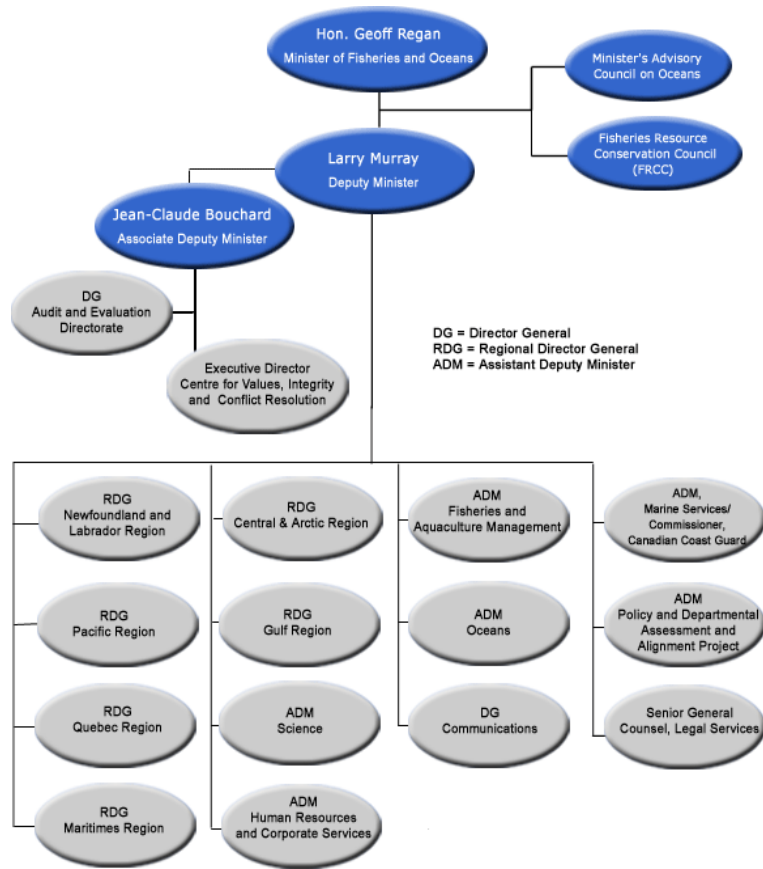 Hon. Geoff Regan
Minister of Fisheries and Oceans
Minister's Advisory
Council on Oceans
Fisheries Resource
Conservation Council
(FRCC)
Larry Murray
Deputy Minister
Jean-Claude Bouchard
Associate Deputy Minister
DG
Audit and Evaluation
Directorate
Executive Director
Centre for Values, Integrity
and Conflict Resolution
DG = Director General
RDG = Regional Director General
ADM = Assistant Deputy Minister
RDG
Newfoundland and
Labrador Region
RDG
Central & Arctic Region
ADM
Fisheries and
Aquaculture Management
ADM,
Marine Services/
Commissioner,
Canadian Coast Guard
RDG
Pacific Region
RDG
Gulf Region
ADM
Oceans
ADM
Policy and Departmental
Assessment and
Alignment Project
RDG
Quebec Region
ADM
Science
DG
Communications
Senior General
Counsel, Legal Services
RDG
Maritimes Region
ADM
Human Resources
and Corporate Services